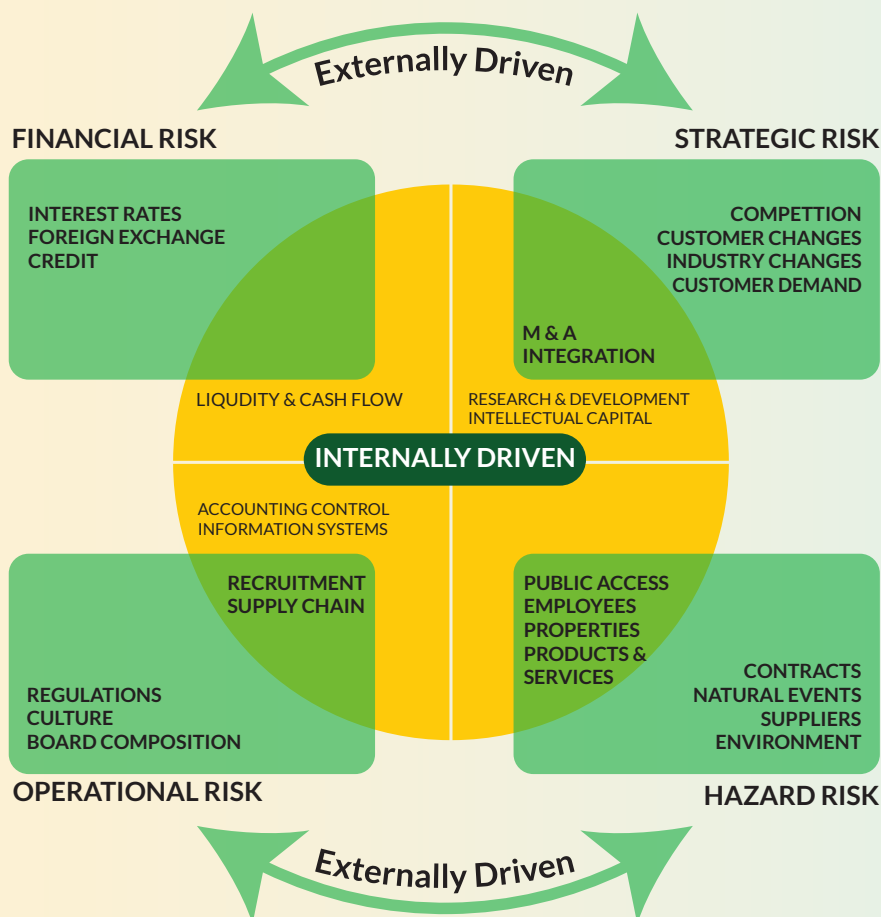 Externally Driven
FINANCIAL RISK
STRATEGIC RISK
INTEREST RATES
FOREIGN EXCHANGE
CREDIT
COMPETTION
CUSTOMER CHANGES
INDUSTRY CHANGES
CUSTOMER DEMAND
M & A
INTEGRATION
LIQUDITY & CASH FLOW
RESEARCH & DEVELOPMENT
INTELLECTUAL CAPITAL
INTERNALLY DRIVEN
ACCOUNTING CONTROL
INFORMATION SYSTEMS
RECRUITMENT
SUPPLY CHAIN
PUBLIC ACCESS
EMPLOYEES
PROPERTIES
PRODUCTS &
SERVICES
REGULATIONS
CULTURE
BOARD COMPOSITION
CONTRACTS
NATURAL EVENTS
SUPPLIERS
ENVIRONMENT
OPERATIONAL RISK
HAZARD RISK
Externally Driven